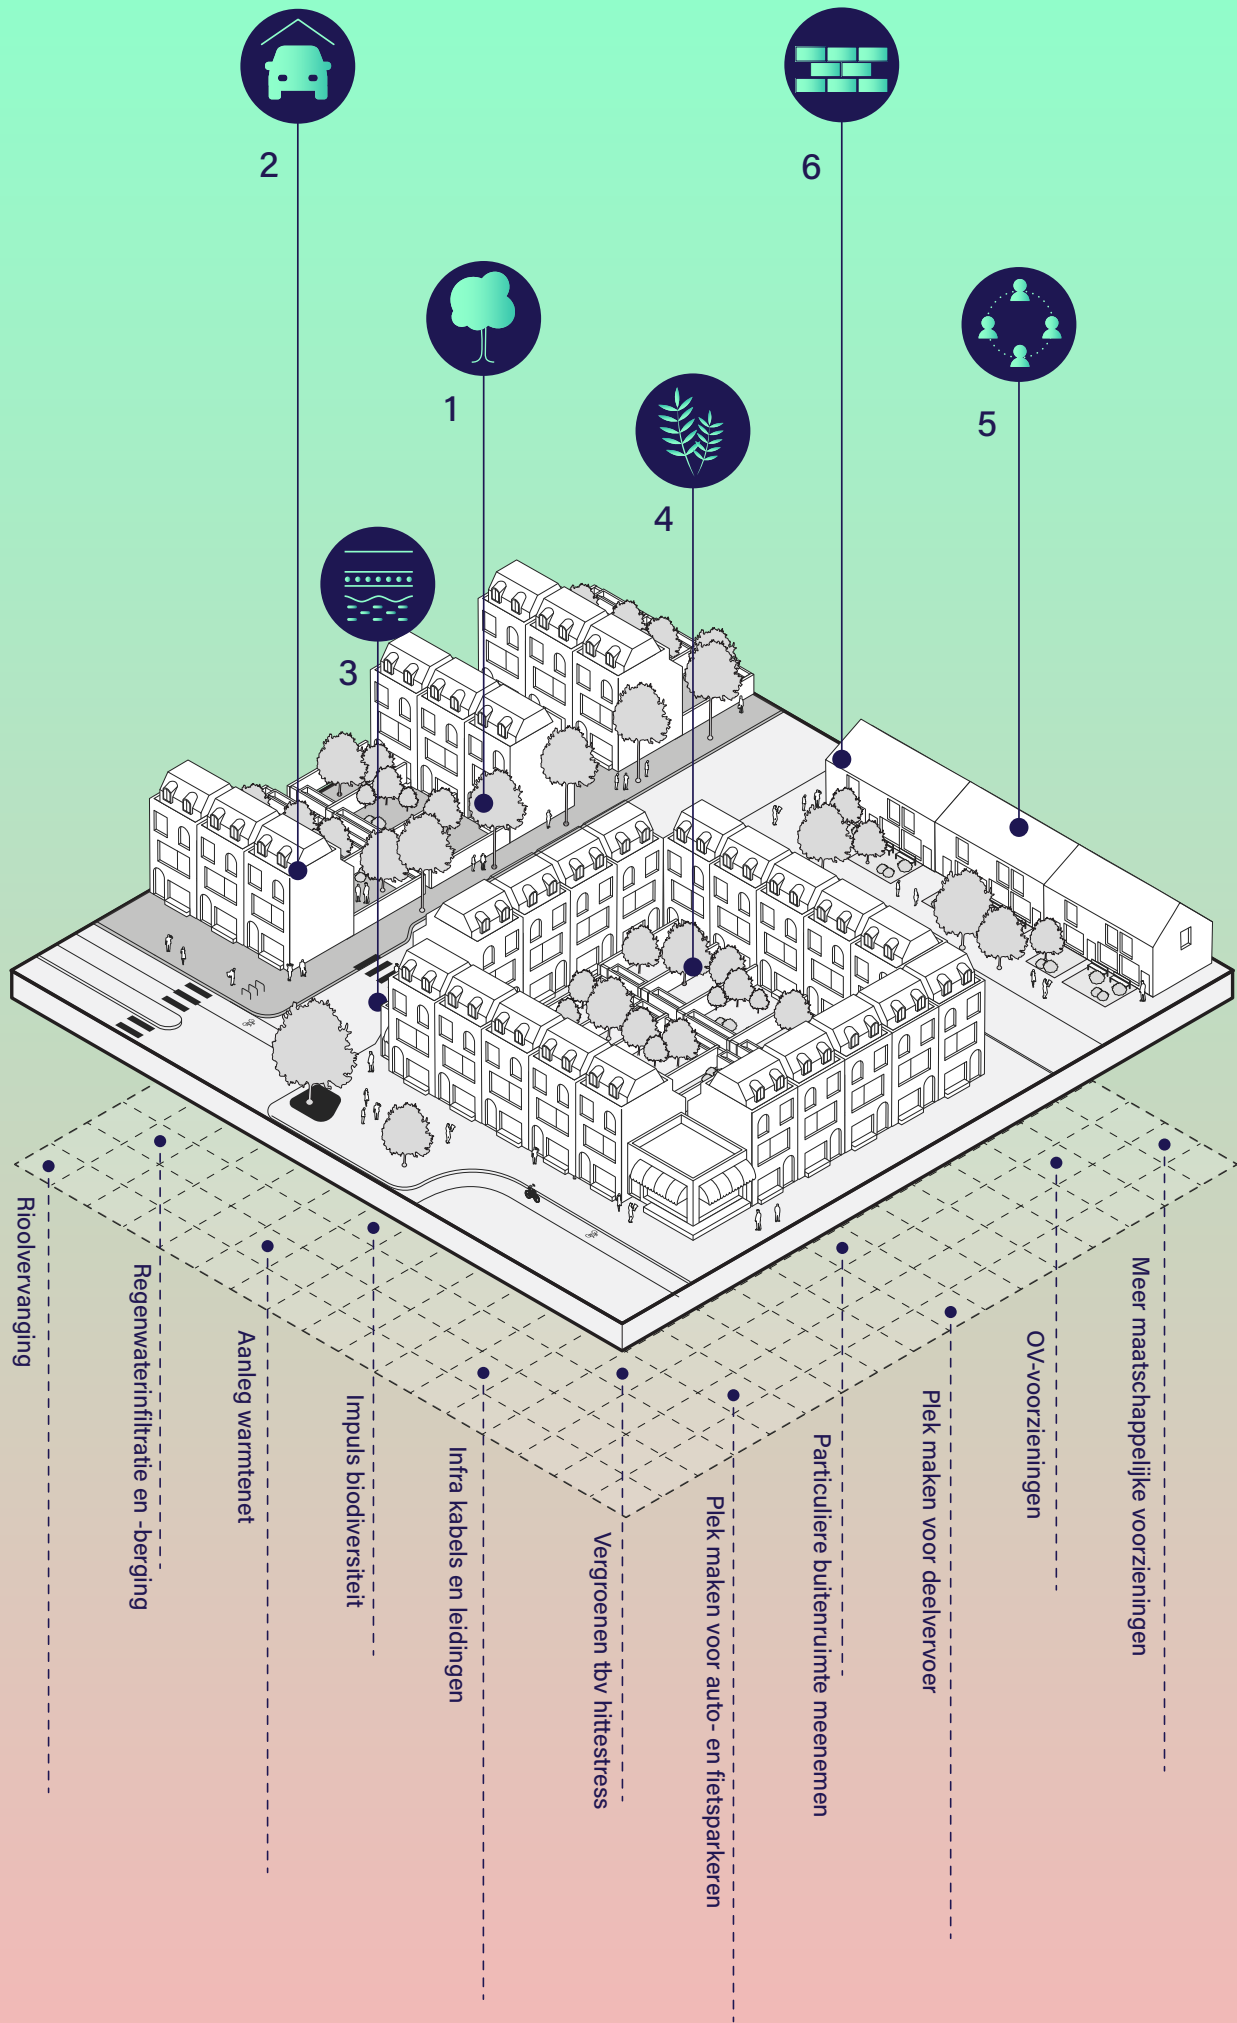 2
6
1
5
4
3
Rioolvervanging
Regenwaterinfiltratie en -berging
Aanleg warmtenet
Impuls biodiversiteit
Infra kabels en leidingen
Vergroenen tbv hittestress
Plek maken voor auto- en fietsparkeren
Particuliere buitenruimte meenemen
Plek maken voor deelvervoer
OV-voorzieningen
Meer maatschappelijke voorzieningen